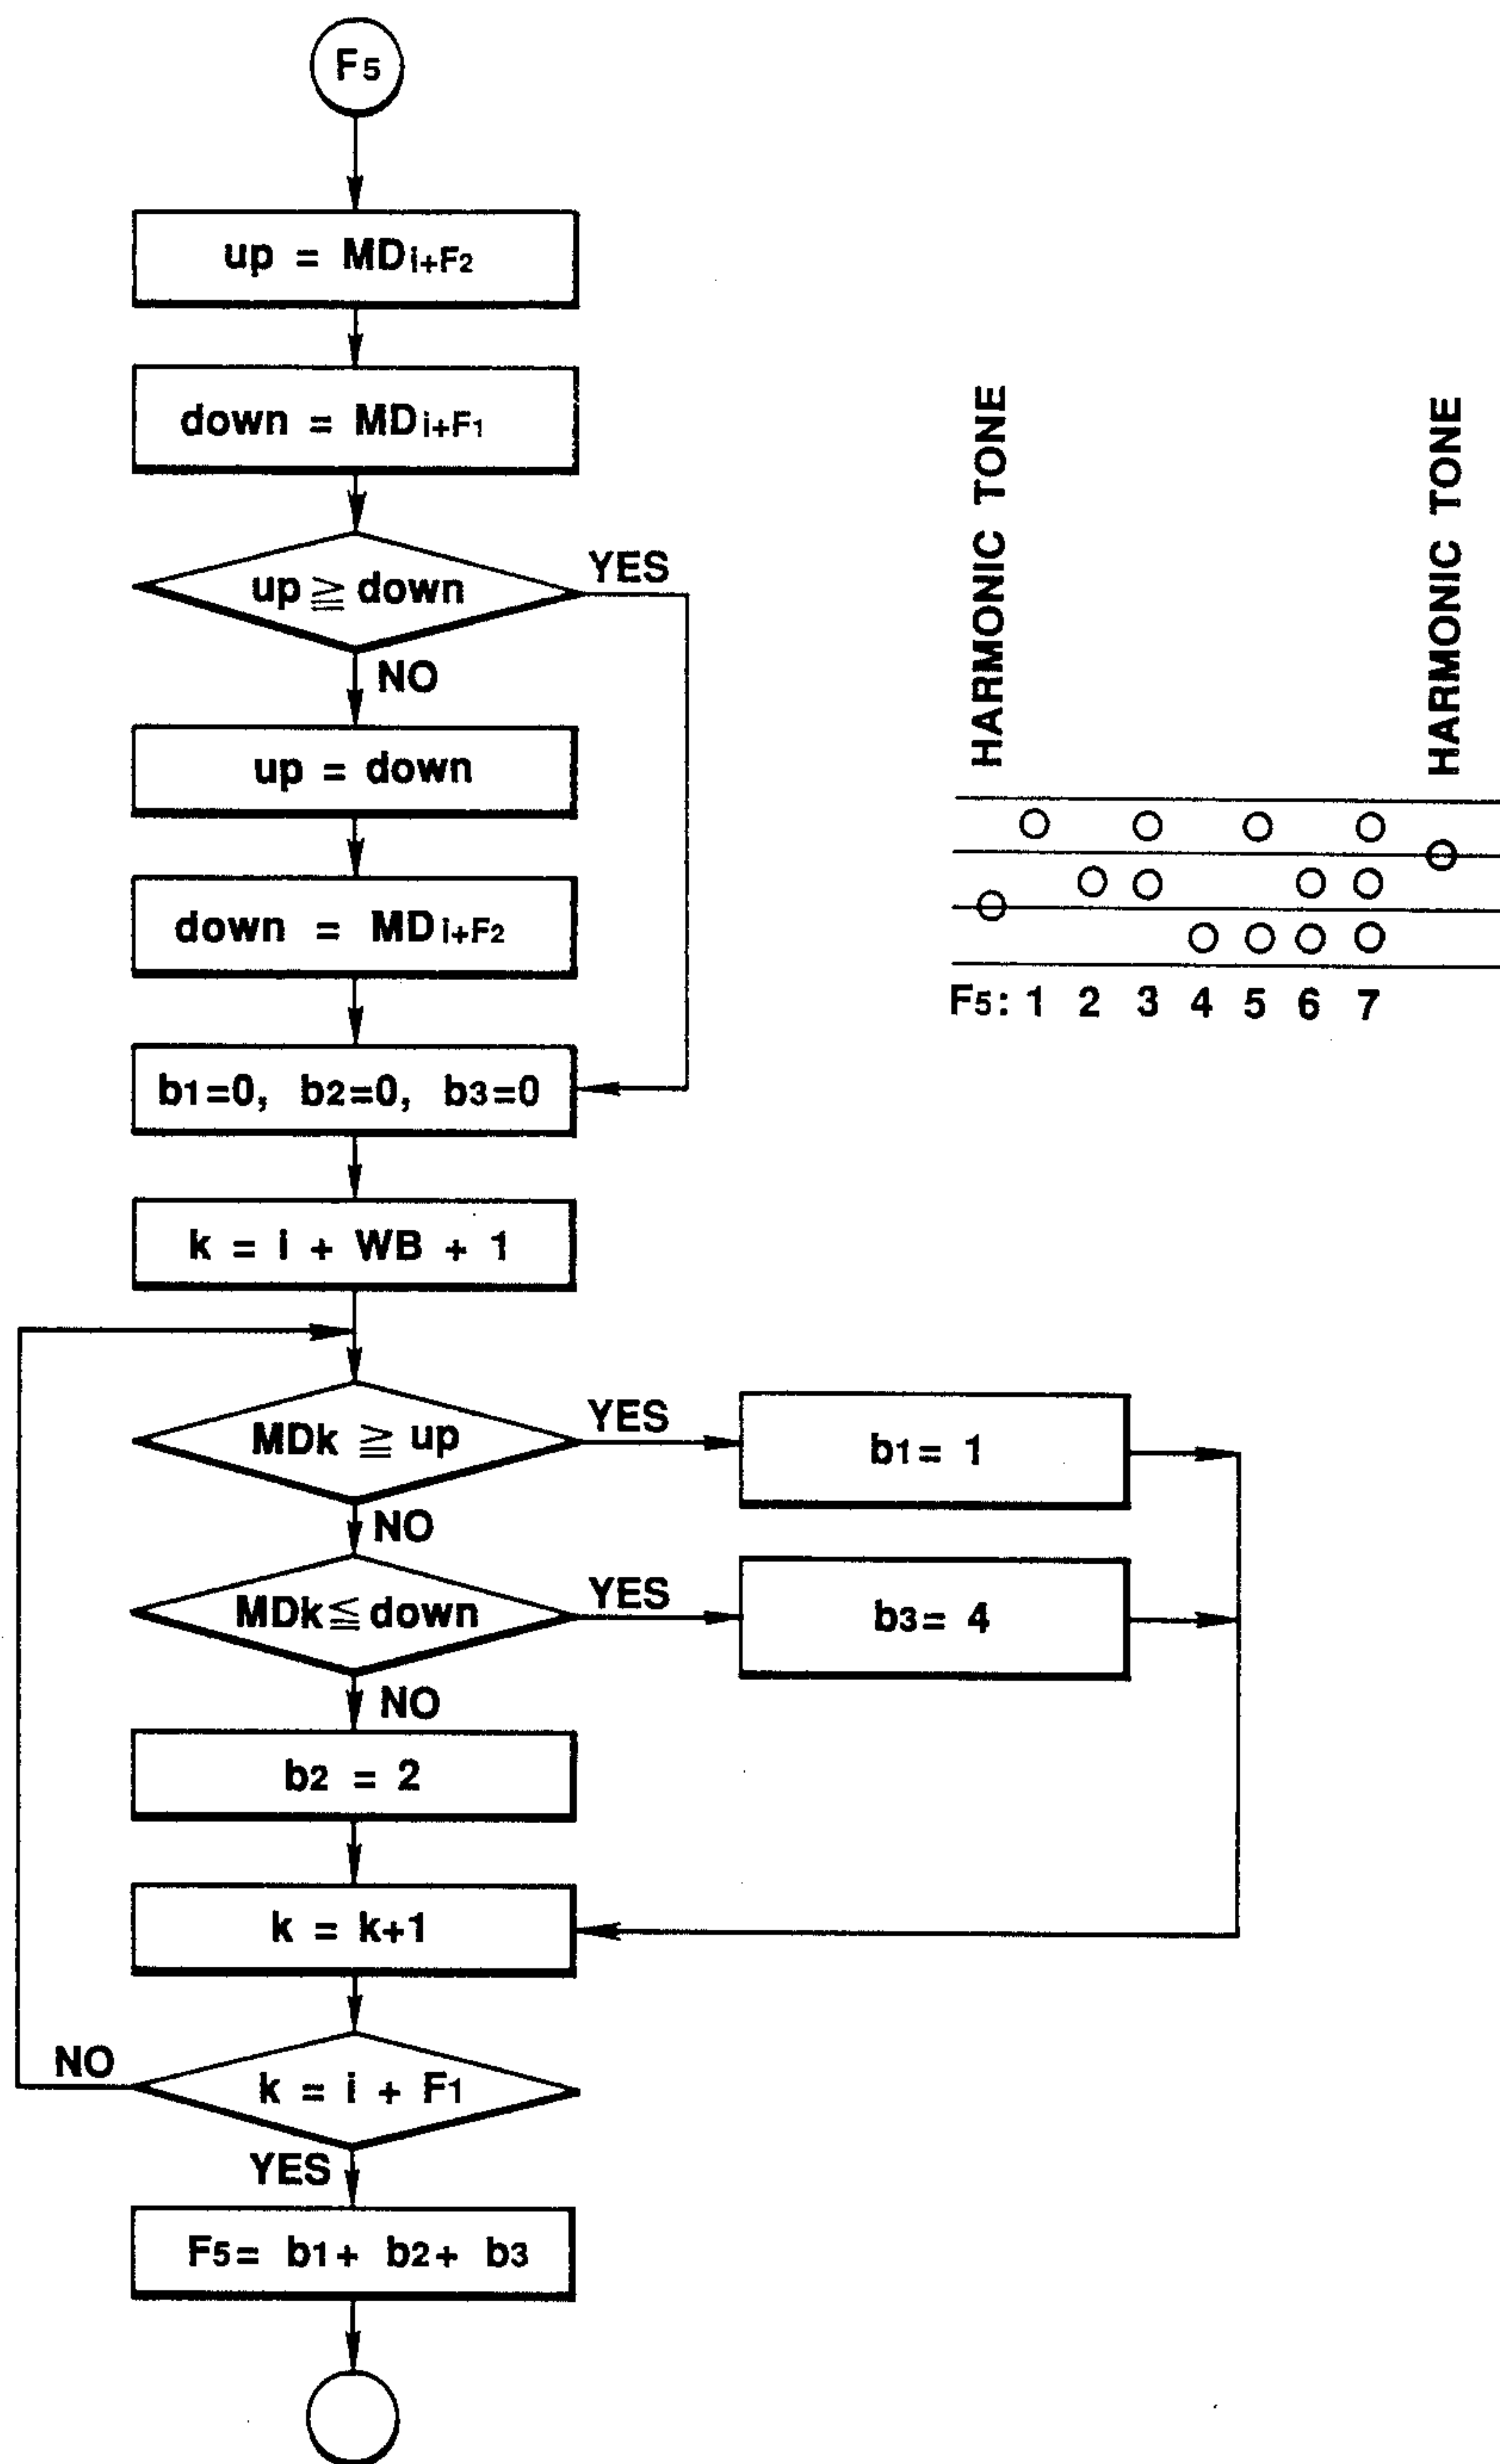 F5
up = MDi+F2
down = MDi+F1
up ≧ down
YES
NO
up = down
down = MDi+F2
b1=0, b2=0, b3=0
k = i + WB + 1
MDk ≧ up
YES
b1= 1
NO
MDk ≦ down
YES
b3= 4
NO
b2 = 2
k = k+1
NO
k = i + F1
YES
F5= b1+ b2+ b3
HARMONIC TONE
HARMONIC TONE
F5: 1 2 3 4 5 6 7